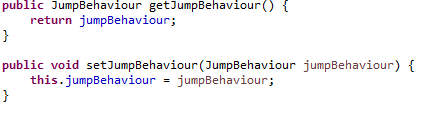 public JumpBehaviour getJumpBehaviour() {
    return jumpBehaviour;
}

public void setJumpBehaviour(JumpBehaviour jumpBehaviour) {
    this.jumpBehaviour = jumpBehaviour;
}